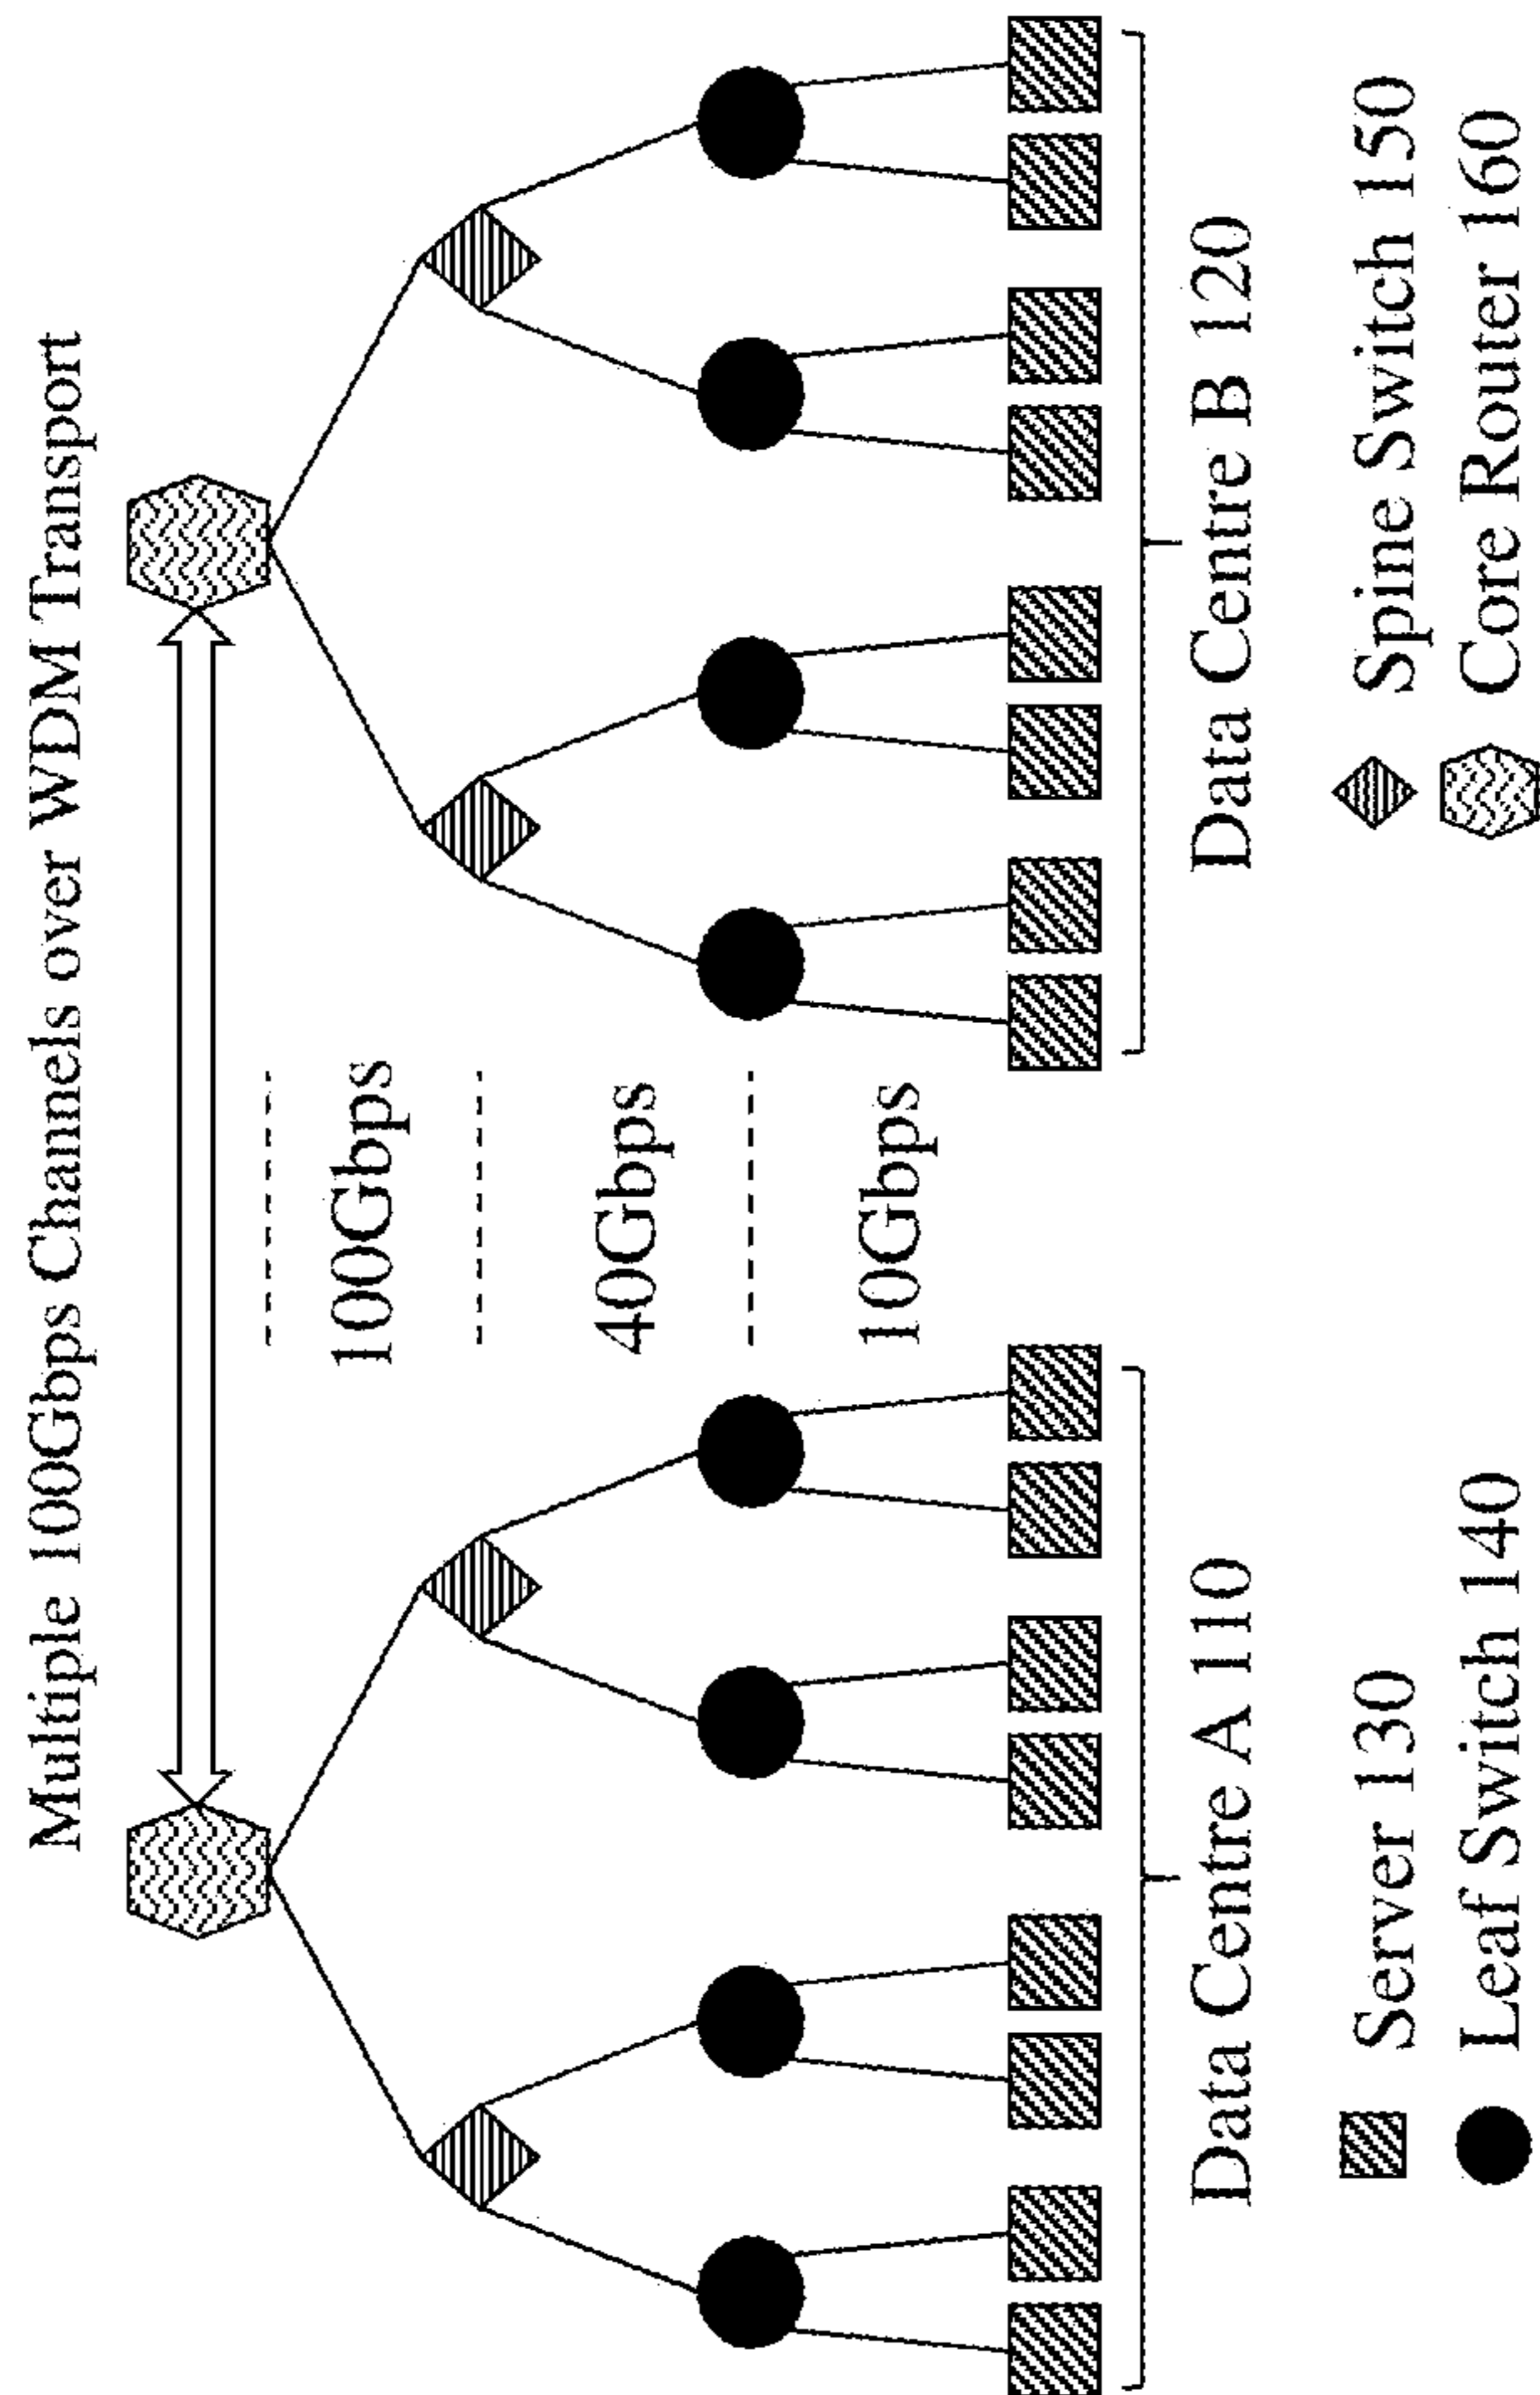 Multiple 100Gbps Channels over WDM Transport
100Gbps
40Gbps
10Gbps
Data Centre A 110
Data Centre B 120
Server 130
Spine Switch 150
Leaf Switch 140
Core Router 160